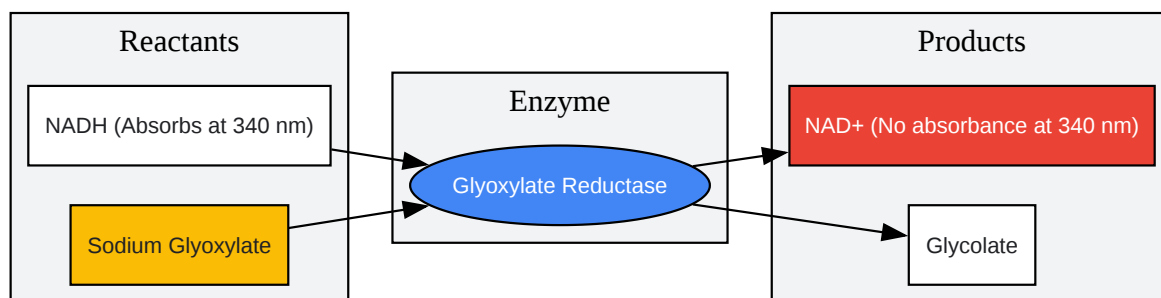 Reactants
NADH (Absorbs at 340 nm)
Sodium Glyoxylate
Enzyme
Glyoxylate Reductase
Products
NAD+ (No absorbance at 340 nm)
Glycolate